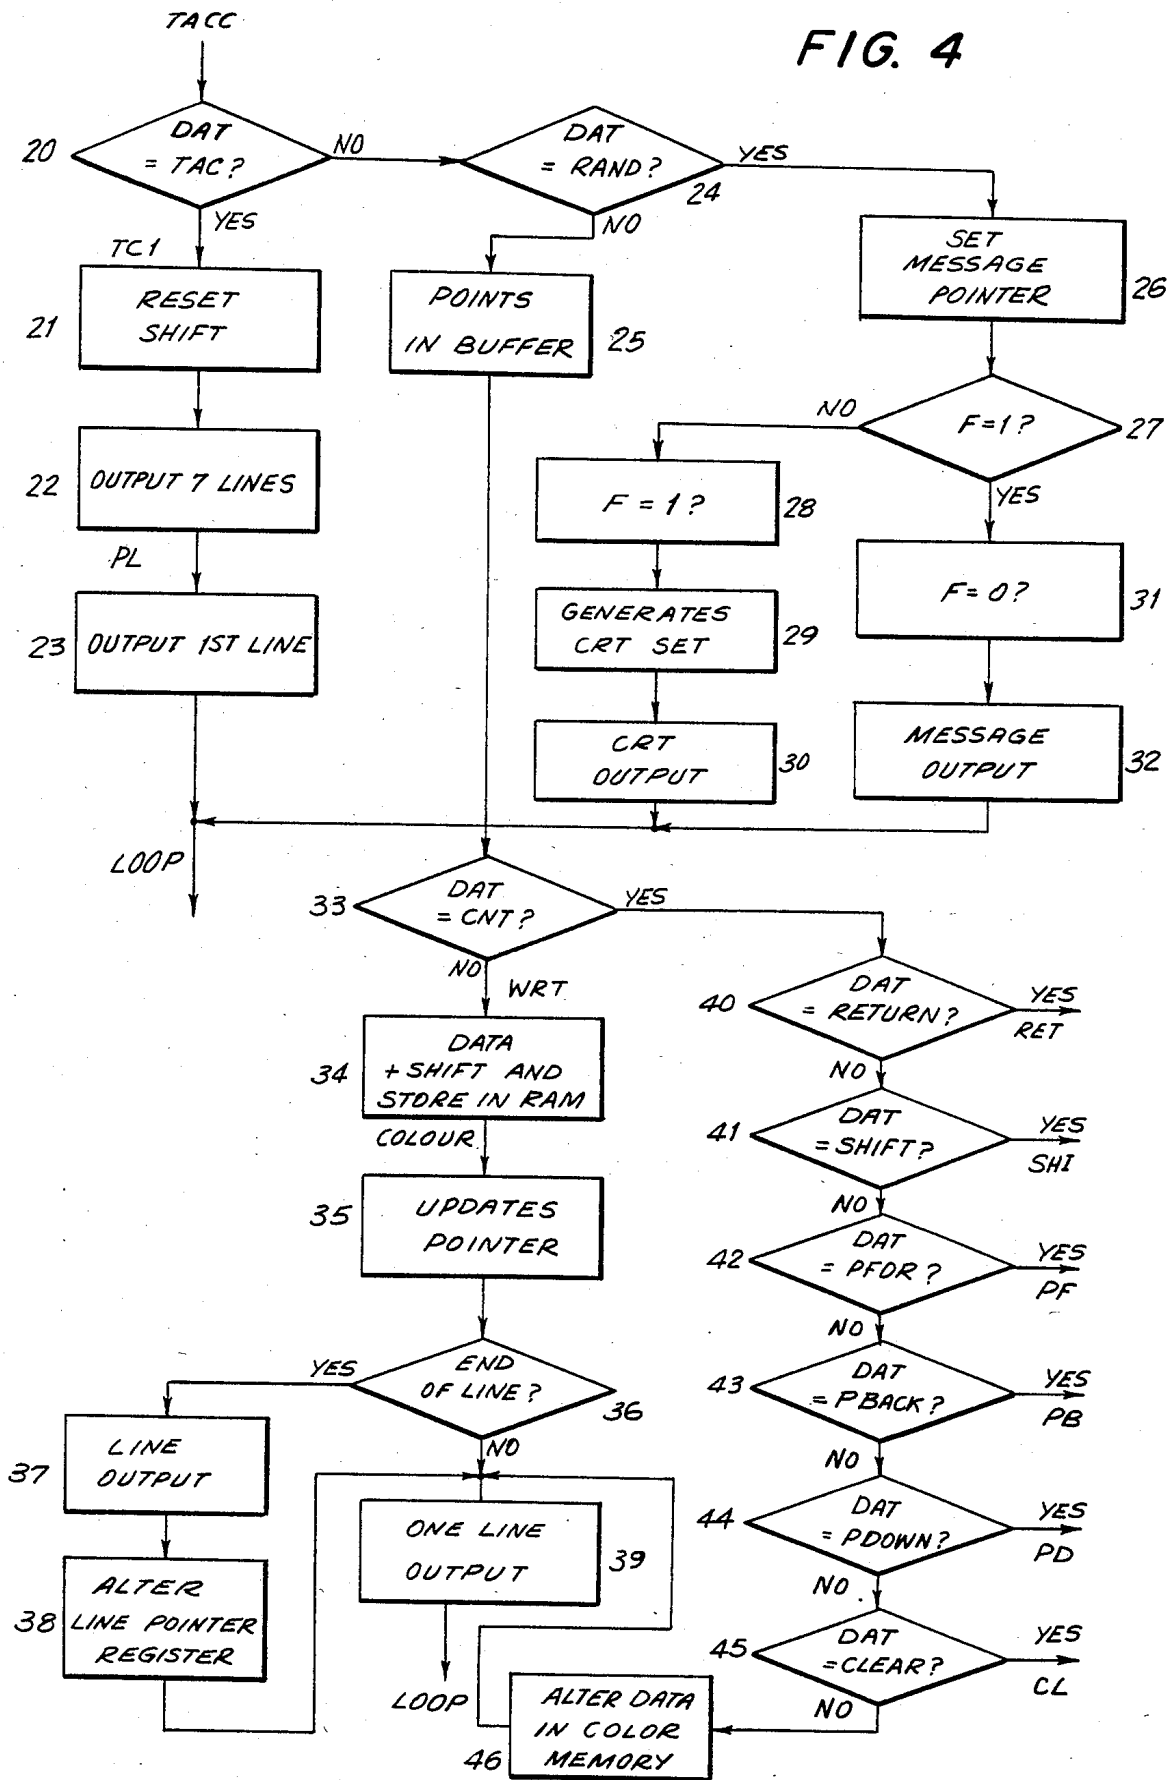 TACC
FIG. 4
20
DAT
= TAC?
NO
DAT
= RAND?
24
YES
YES
NO
TC1
21
RESET
SHIFT
POINTS
IN BUFFER
25
SET
MESSAGE
POINTER
26
22
OUTPUT 7 LINES
PL
23
OUTPUT 1ST LINE
LOOP
F=1?
27
NO
YES
F = 1?
28
GENERATES
CRT SET
29
CRT
OUTPUT
30
F=0?
31
MESSAGE
OUTPUT
32
33
DAT
= CNT?
YES
NO
WRT
34
DATA
+ SHIFT AND
STORE IN RAM
COLOUR
35
UPDATES
POINTER
END
OF LINE?
36
YES
NO
37
LINE
OUTPUT
38
ALTER
LINE POINTER
REGISTER
ONE LINE
OUTPUT
39
LOOP
40
DAT
= RETURN?
YES
RET
NO
41
DAT
=SHIFT?
YES
SHI
NO
42
DAT
= PFOR?
YES
PF
NO
43
DAT
= PBACK?
YES
PB
NO
44
DAT
=PDOWN?
YES
PD
NO
45
DAT
=CLEAR?
YES
CL
NO
46
ALTER DATA
IN COLOR
MEMORY